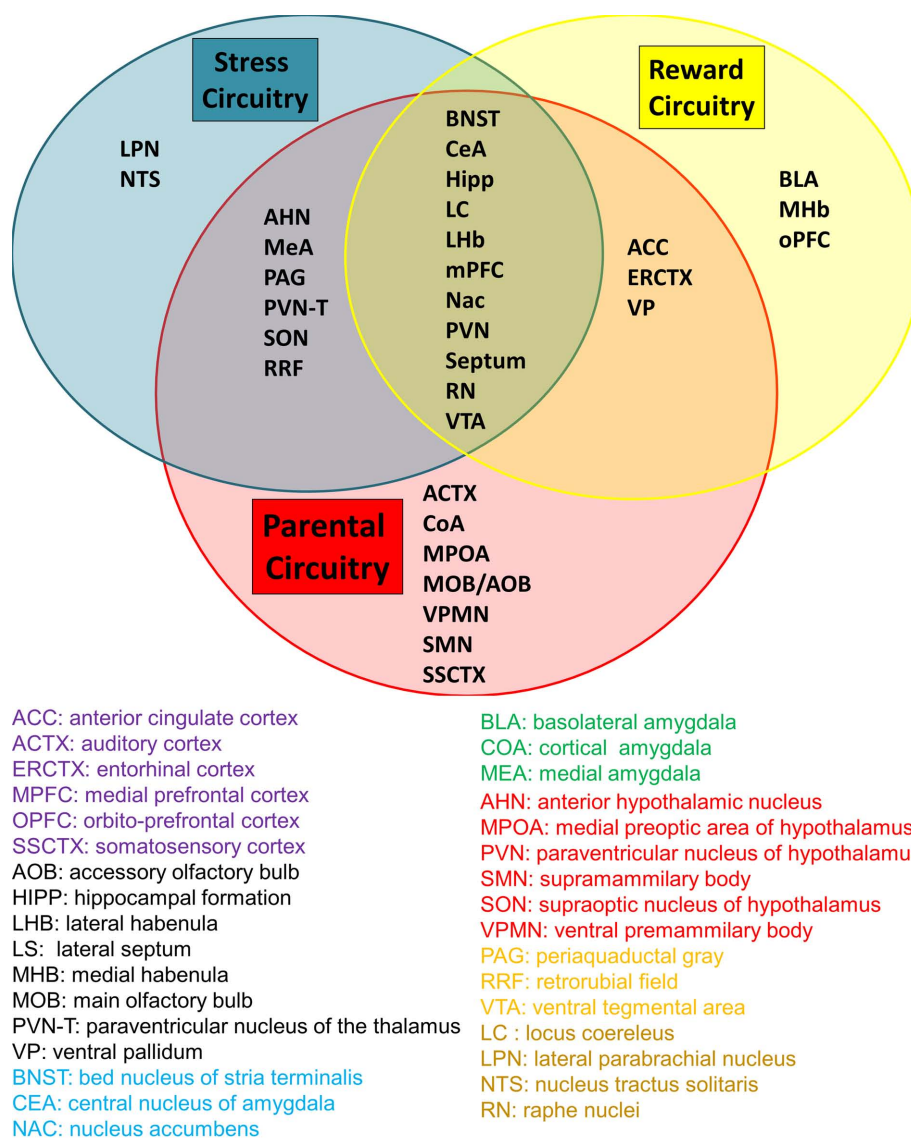 Stress
Circuitry
Reward
Circuitry
LPN
NTS
AHN
MeA
PAG
PVN-T
SON
RRF
BNST
CeA
Hipp
LC
LHb
mPFC
Nac
PVN
Septum
RN
VTA
ACC
ERCTX
VP
BLA
MHb
oPFC
Parental
Circuitry
ACTX
CoA
MPOA
MOB/AOB
VPMN
SMN
SSCTX
ACC: anterior cingulate cortex
ACTX: auditory cortex
ERCTX: entorhinal cortex
MPFC: medial prefrontal cortex
OPFC: orbito-prefrontal cortex
SSCTX: somatosensory cortex
AOB: accessory olfactory bulb
HIPP: hippocampal formation
LHB: lateral habenula
LS: lateral septum
MHB: medial habenula
MOB: main olfactory bulb
PVN-T: paraventricular nucleus of the thalamus
VP: ventral pallidum
BNST: bed nucleus of stria terminalis
CEA: central nucleus of amygdala
NAC: nucleus accumbens
BLA: basolateral amygdala
COA: cortical amygdala
MEA: medial amygdala
AHN: anterior hypothalamic nucleus
MPOA: medial preoptic area of hypothalamus
PVN: paraventricular nucleus of hypothalamu
SMN: supramammilary body
SON: supraoptic nucleus of hypothalamus
VPMN: ventral premammilary body
PAG: periaquaductal gray
RRF: retrorubial field
VTA: ventral tegmental area
LC : locus coereleus
LPN: lateral parabrachial nucleus
NTS: nucleus tractus solitaris
RN: raphe nuclei